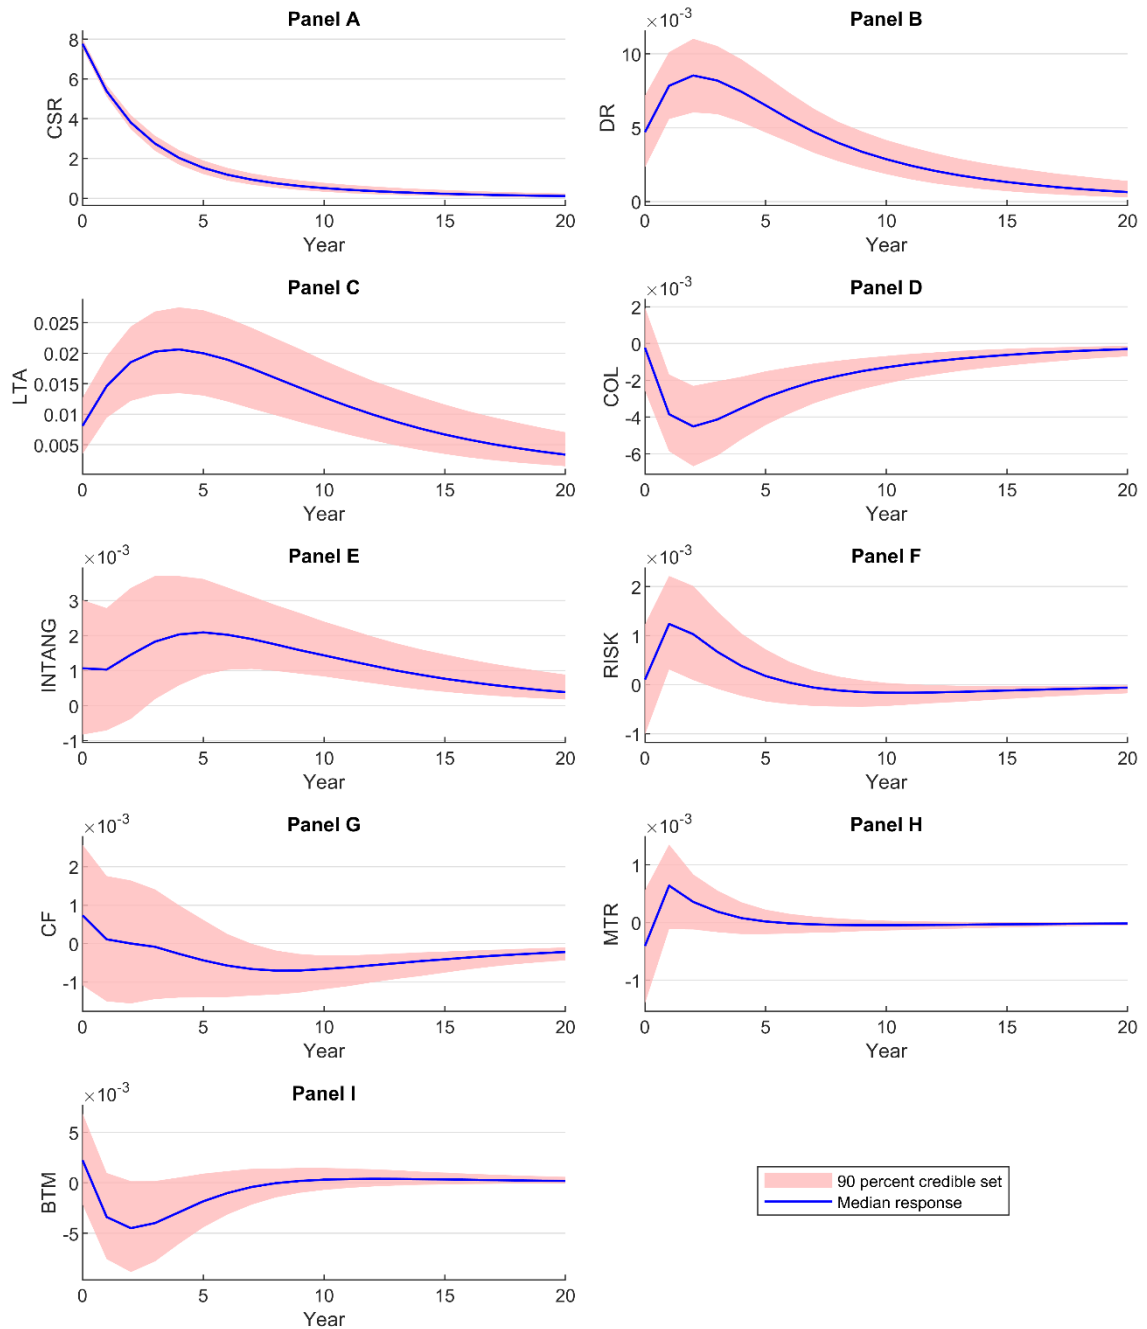 Panel A
CSR
8
6
4
2
0
0 5 10 15 20
Year
Panel B
×10⁻³
DR
10
5
0
0 5 10 15 20
Year
Panel C
LTA
0.025
0.02
0.015
0.01
0.005
0 5 10 15 20
Year
Panel D
×10⁻³
COL
2
0
-2
-4
-6
0 5 10 15 20
Year
Panel E
×10⁻³
INTANG
3
2
1
0
-1
0 5 10 15 20
Year
Panel F
×10⁻³
RISK
2
1
0
-1
0 5 10 15 20
Year
Panel G
×10⁻³
CF
2
1
0
-1
0 5 10 15 20
Year
Panel H
×10⁻³
MTR
1
0
-1
0 5 10 15 20
Year
Panel I
×10⁻³
BTM
5
0
-5
0 5 10 15 20
Year
90 percent credible set
Median response